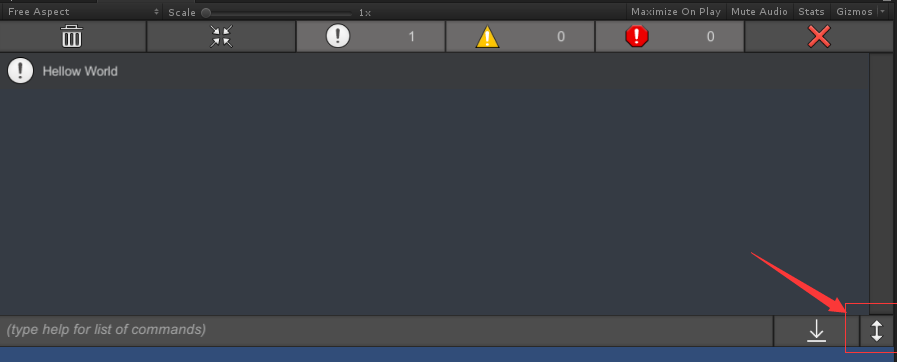 Free Aspect Scale 1x Maximize On Play Mute Audio Stats Gizmos
1 0 0
Hellow World
(type help for list of commands)